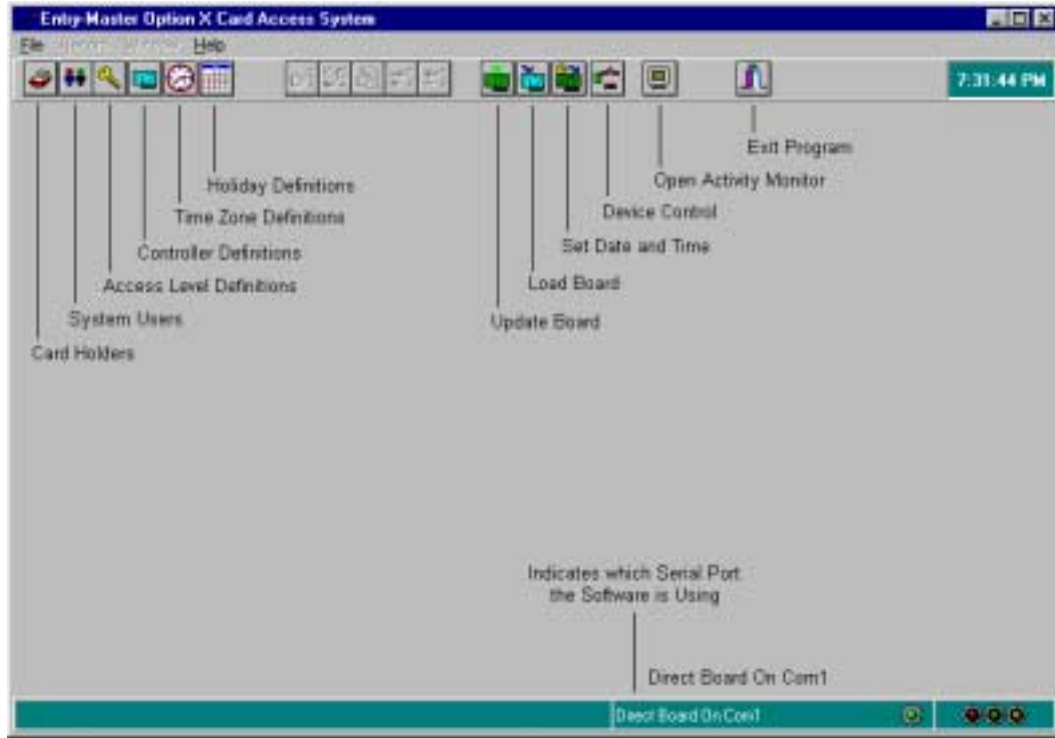 Entry-Master Option X Card Access System
File Help
7:31:44 PM
Exit Program
Open Activity Monitor
Holiday Definitions
Device Control
Time Zone Definitions
Set Date and Time
Controller Definitions
Load Board
Access Level Definitions
Update Board
System Users
Card Holders
Indicates which Serial Port
the Software is Using
Direct Board On Com1
Direct Board On Com1